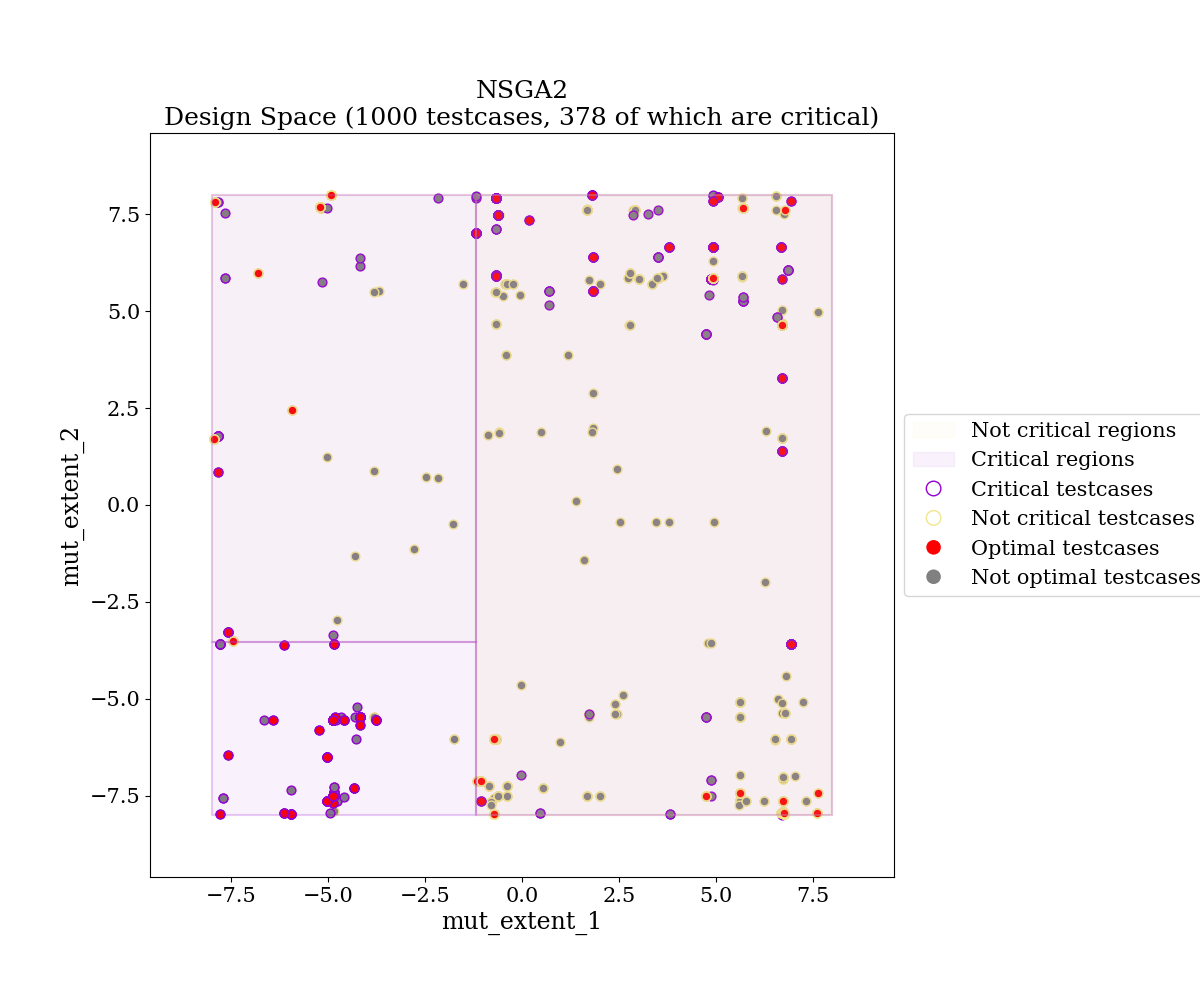 NSGA2
Design Space (1000 testcases, 378 of which are critical)
mut_extent_2
7.5
5.0
2.5
0.0
−2.5
−5.0
−7.5
−7.5
−5.0
−2.5
0.0
2.5
5.0
7.5
mut_extent_1
Not critical regions
Critical regions
Critical testcases
Not critical testcases
Optimal testcases
Not optimal testcases